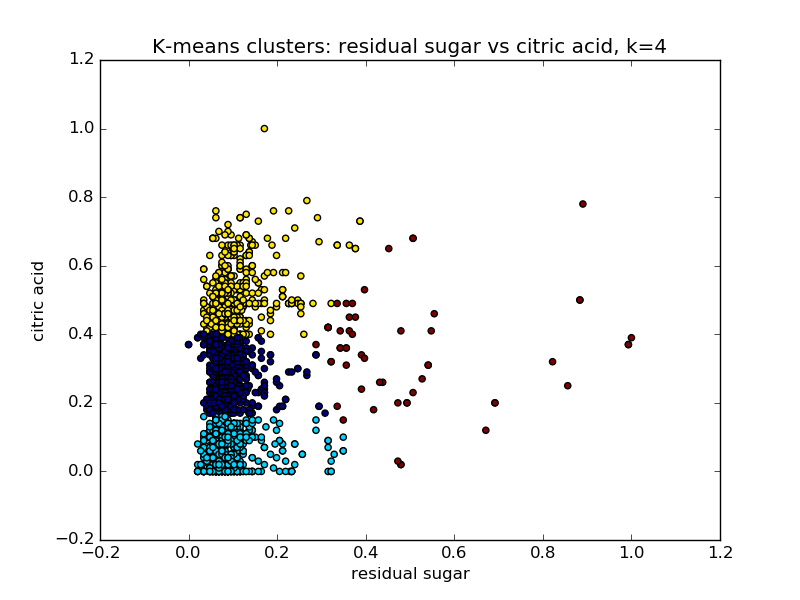 K-means clusters: residual sugar vs citric acid, k=4
1.2
1.0
0.8
0.6
0.4
0.2
0.0
−0.2
citric acid
−0.2 0.0 0.2 0.4 0.6 0.8 1.0 1.2
residual sugar